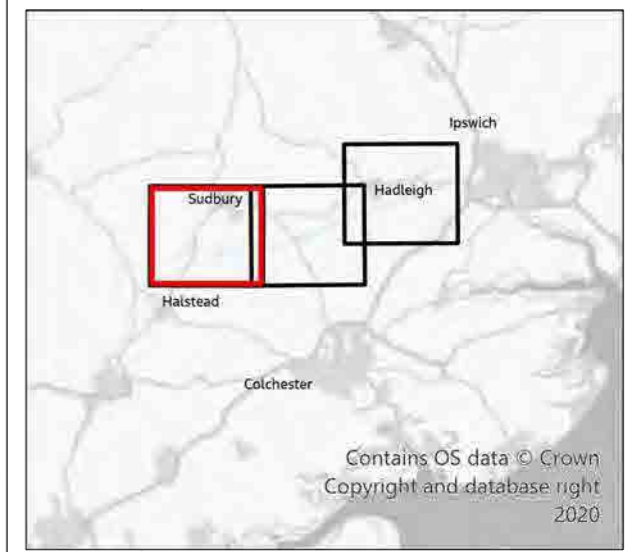 Ipswich
Hadleigh
Sudbury
Halstead
Colchester
Contains OS data © Crown
Copyright and database right
2020